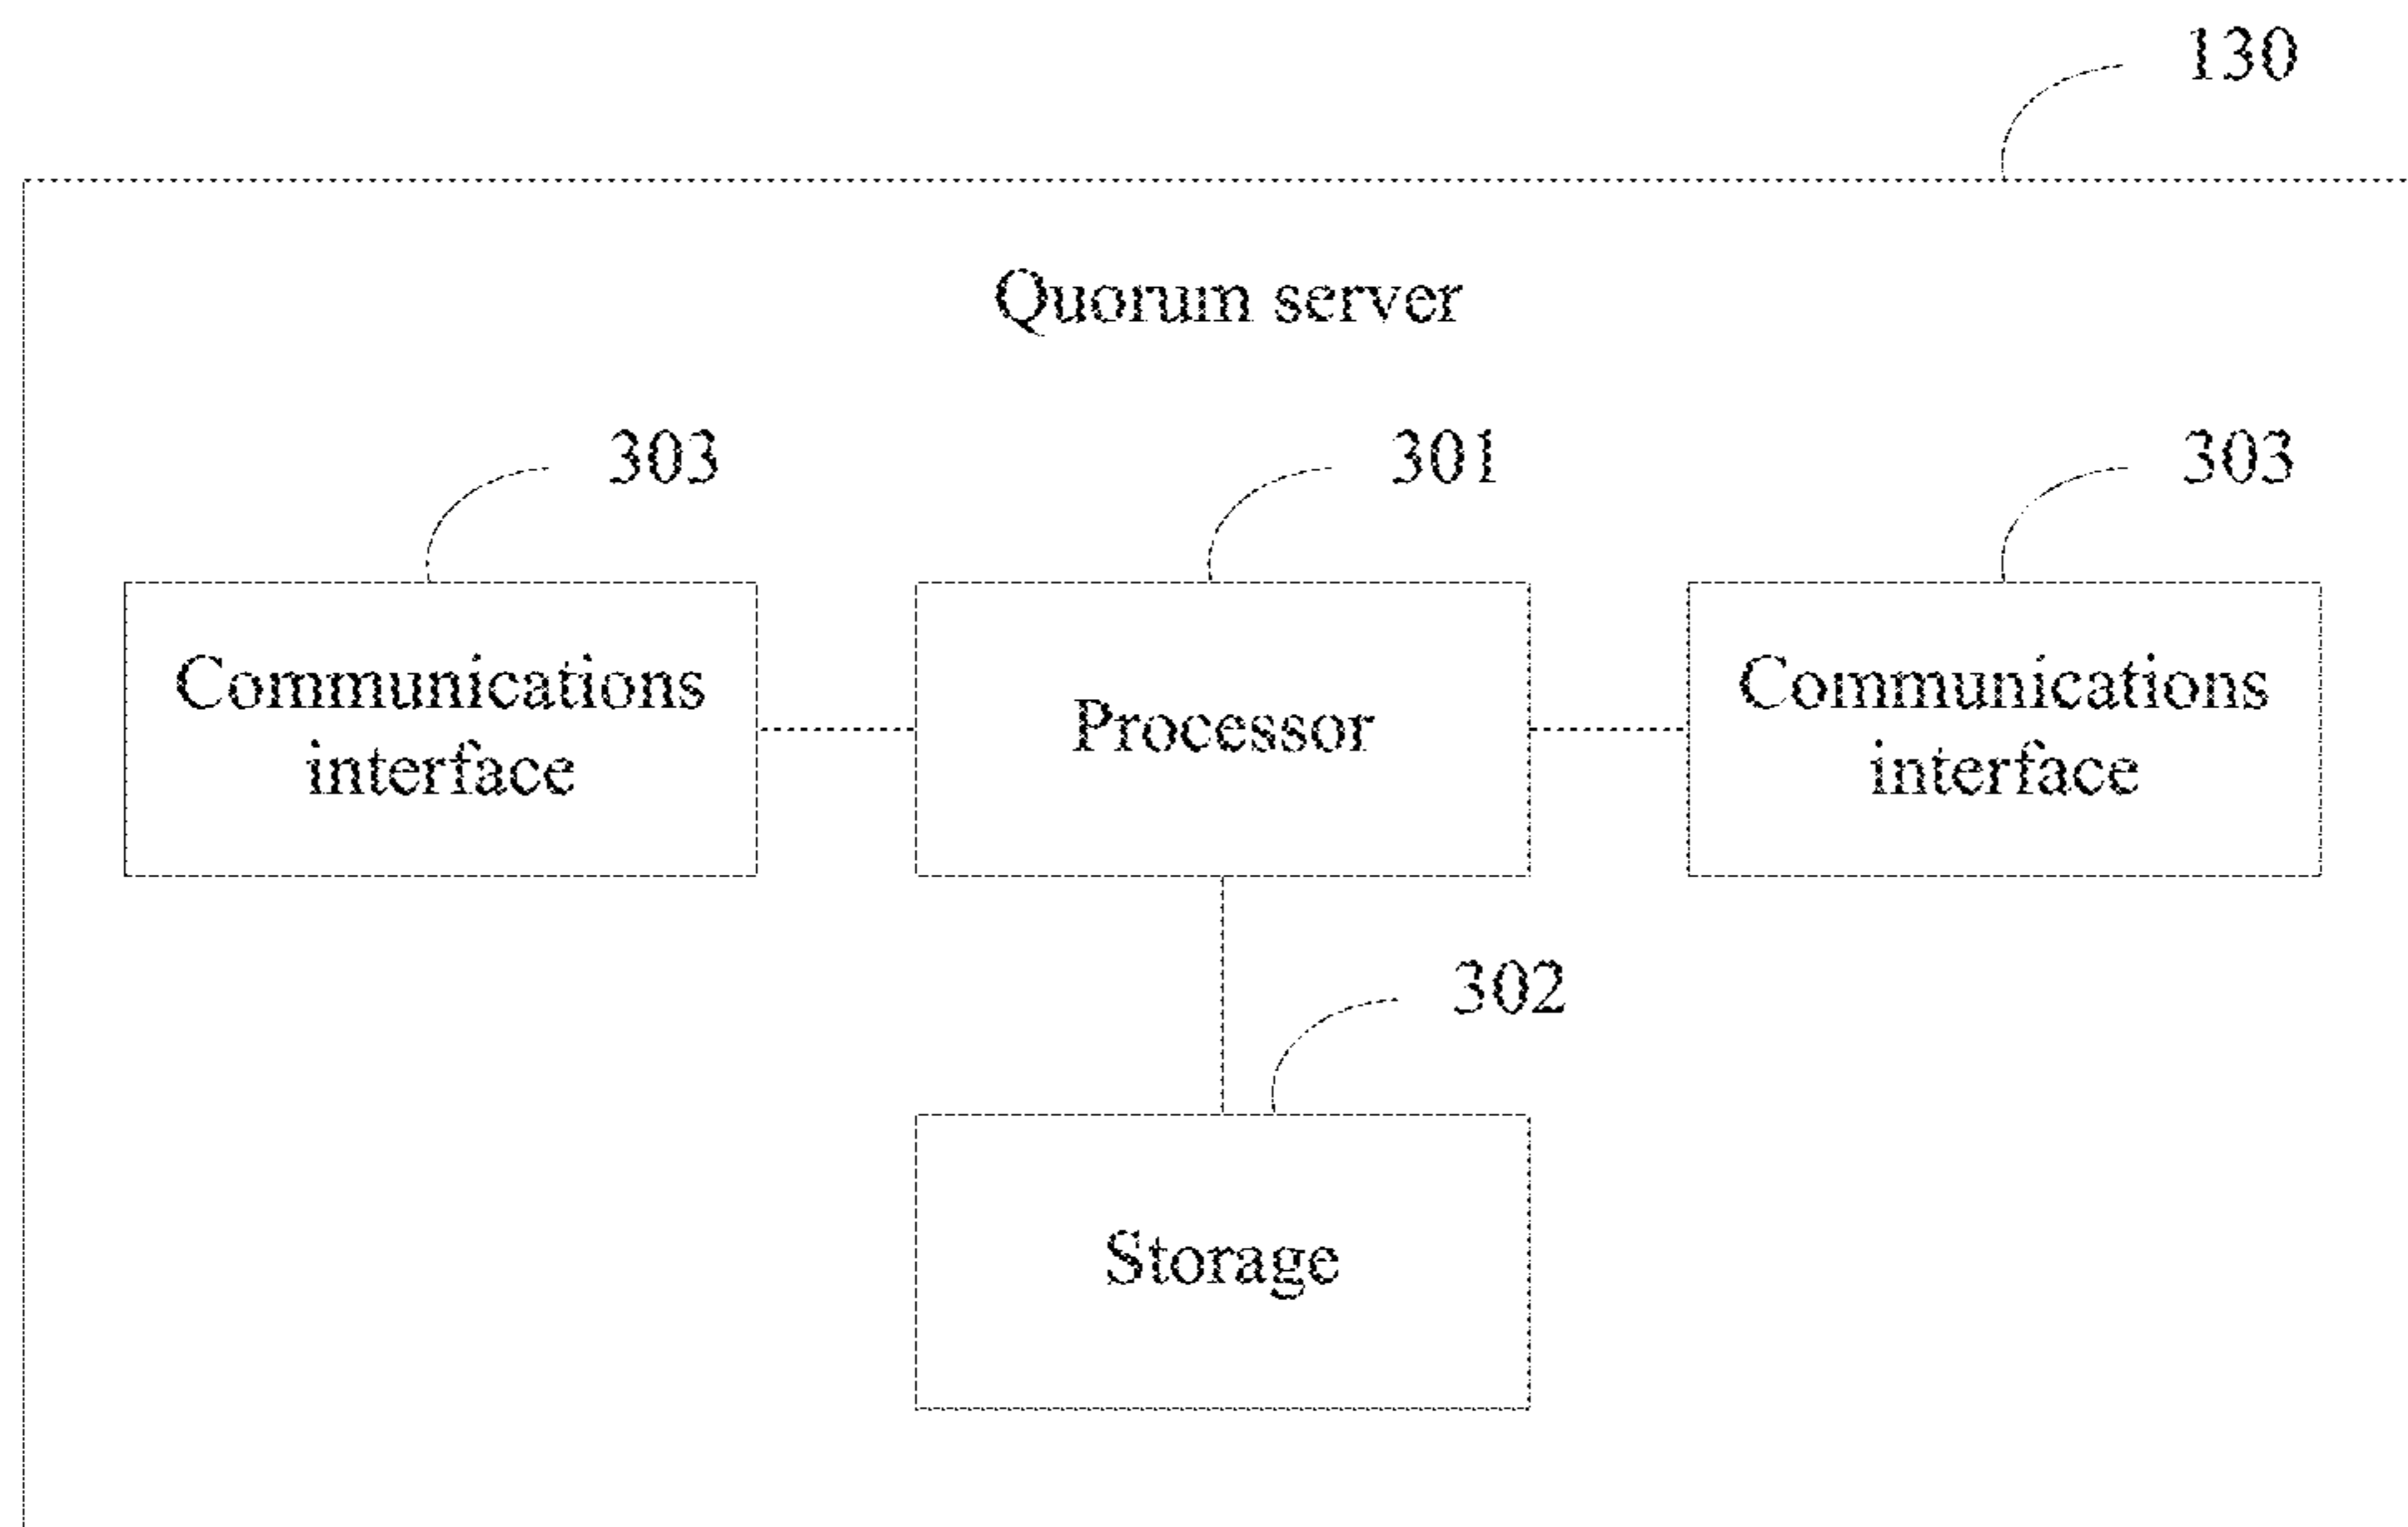 130
Quorum server
303
301
303
Communications
interface
Processor
Communications
interface
302
Storage